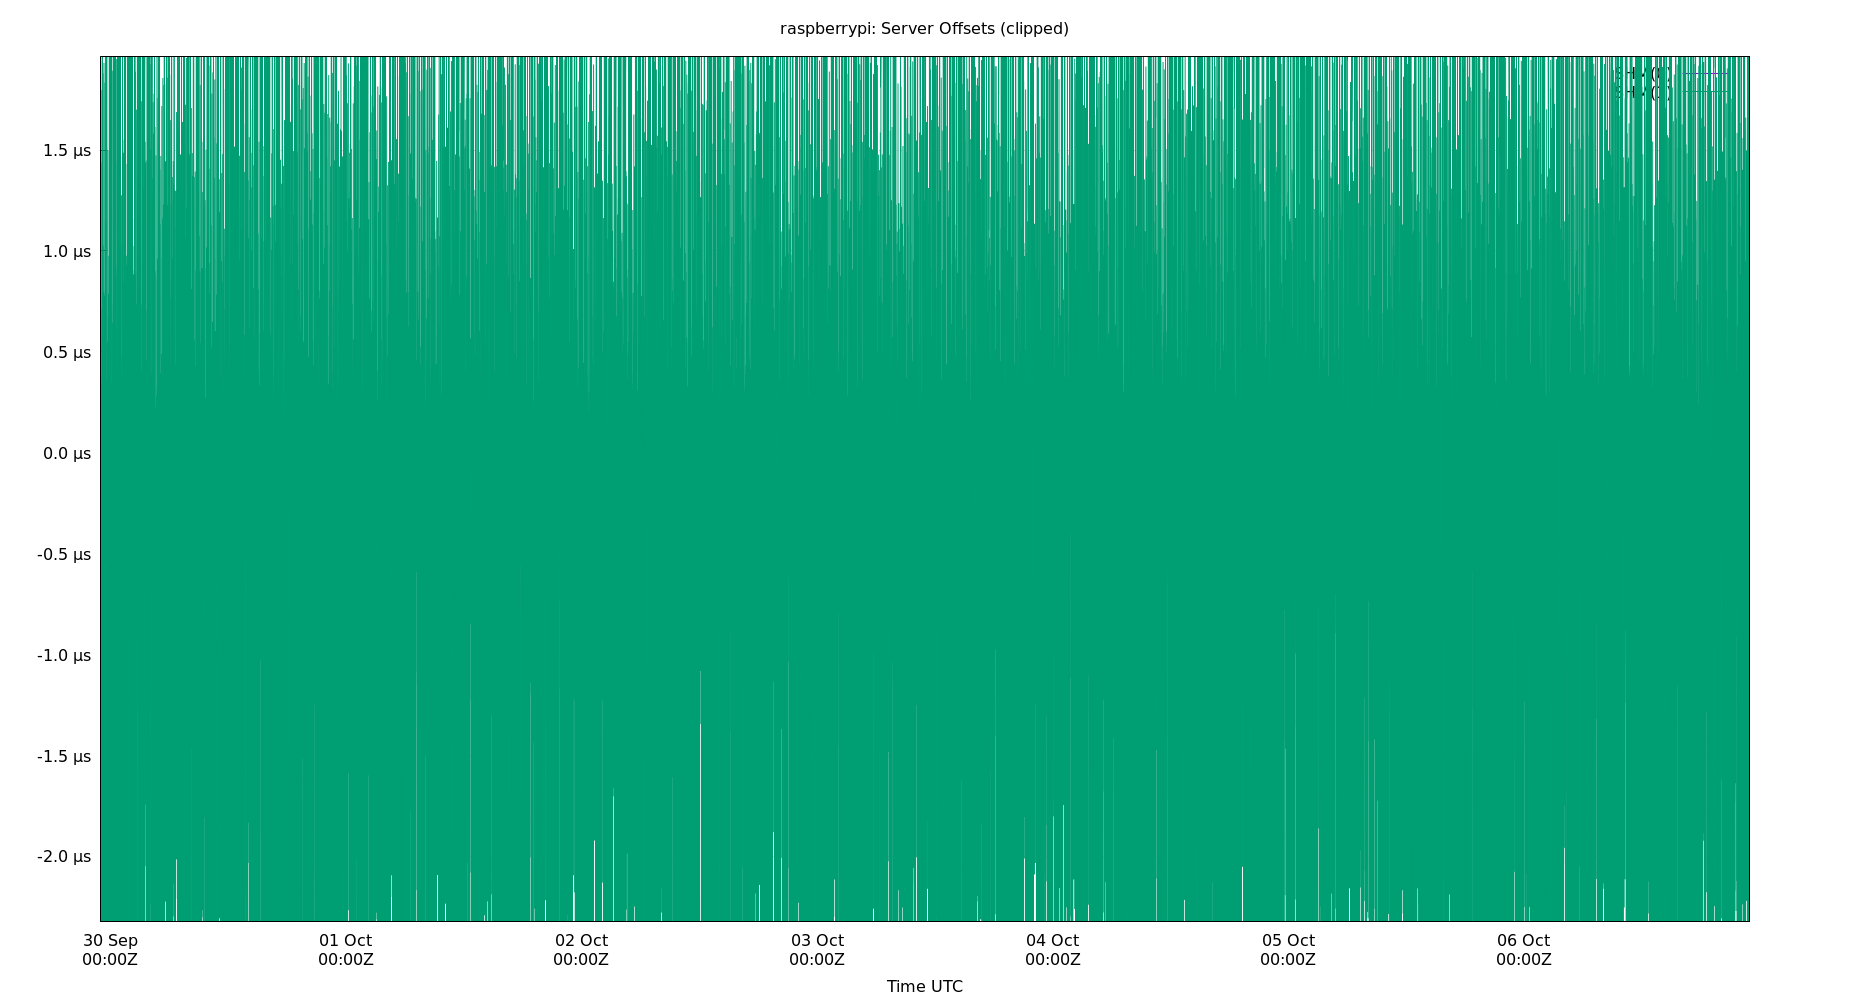 raspberrypi: Server Offsets (clipped)
1.5 µs
1.0 µs
0.5 µs
0.0 µs
-0.5 µs
-1.0 µs
-1.5 µs
-2.0 µs
30 Sep 01 Oct 02 Oct 03 Oct 04 Oct 05 Oct 06 Oct
00:00Z 00:00Z 00:00Z 00:00Z 00:00Z 00:00Z 00:00Z
Time UTC